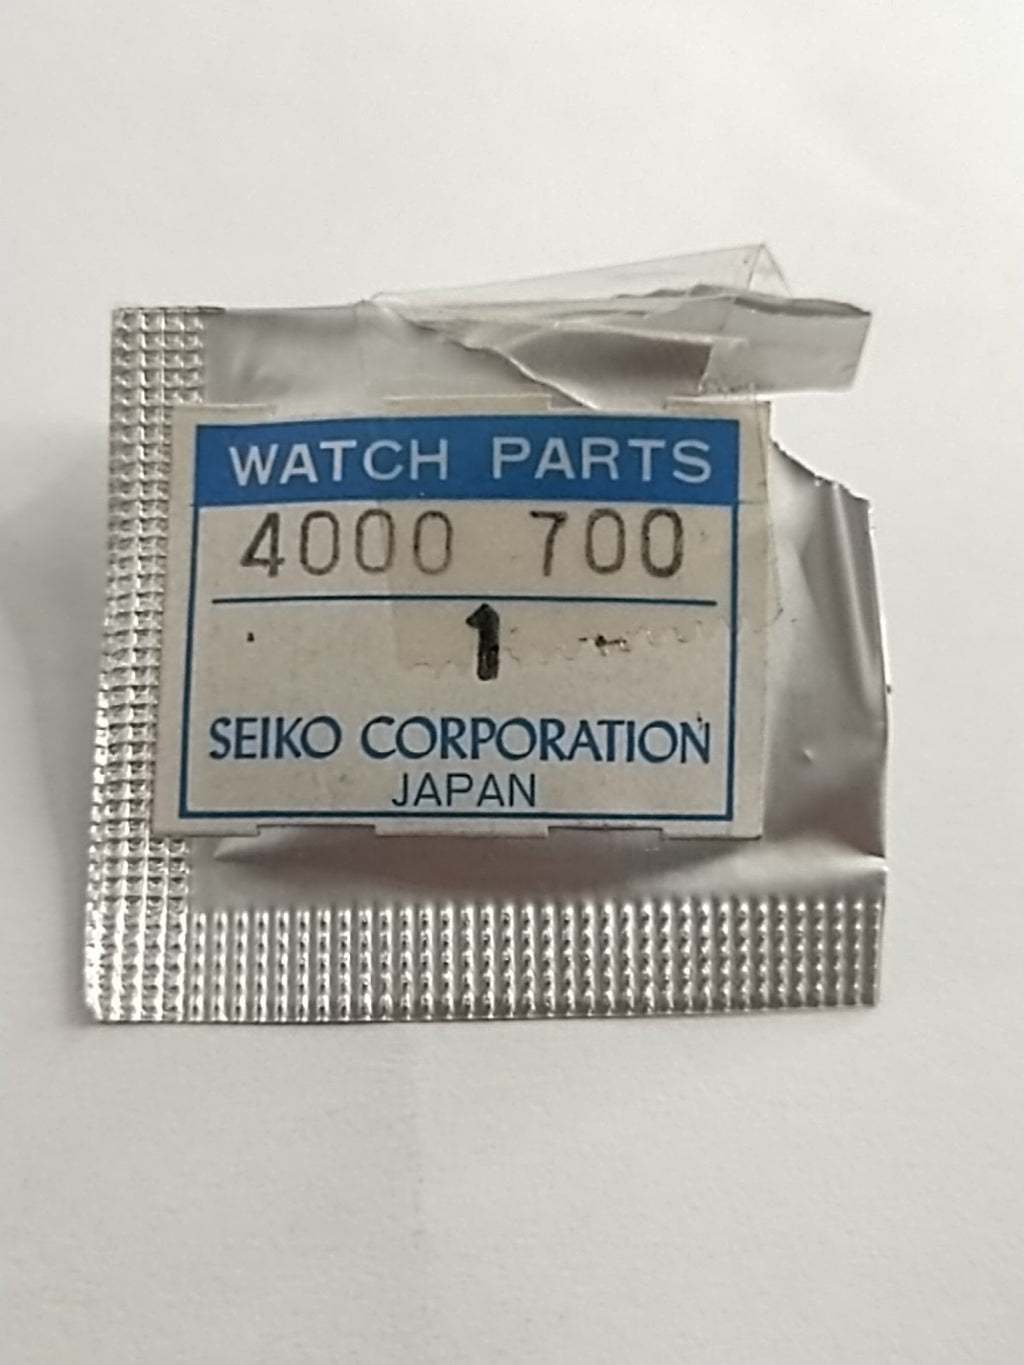 WATCH PARTS
4000 700
1
SEIKO CORPORATION
JAPAN